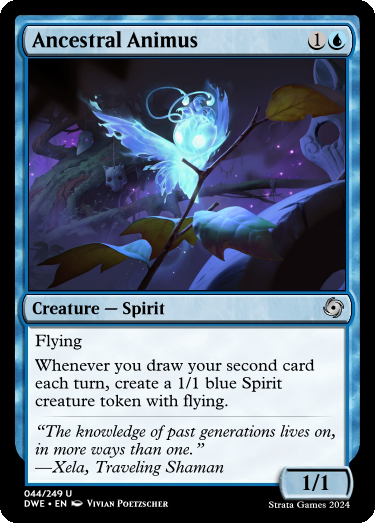 Ancestral Animus 1
Creature — Spirit
Flying
Whenever you draw your second card
each turn, create a 1/1 blue Spirit
creature token with flying.
“The knowledge of past generations lives on,
in more ways than one.”
—Xela, Traveling Shaman
1/1
044/249 U
DWE • EN Vivian Poetzscher
Strata Games 2024